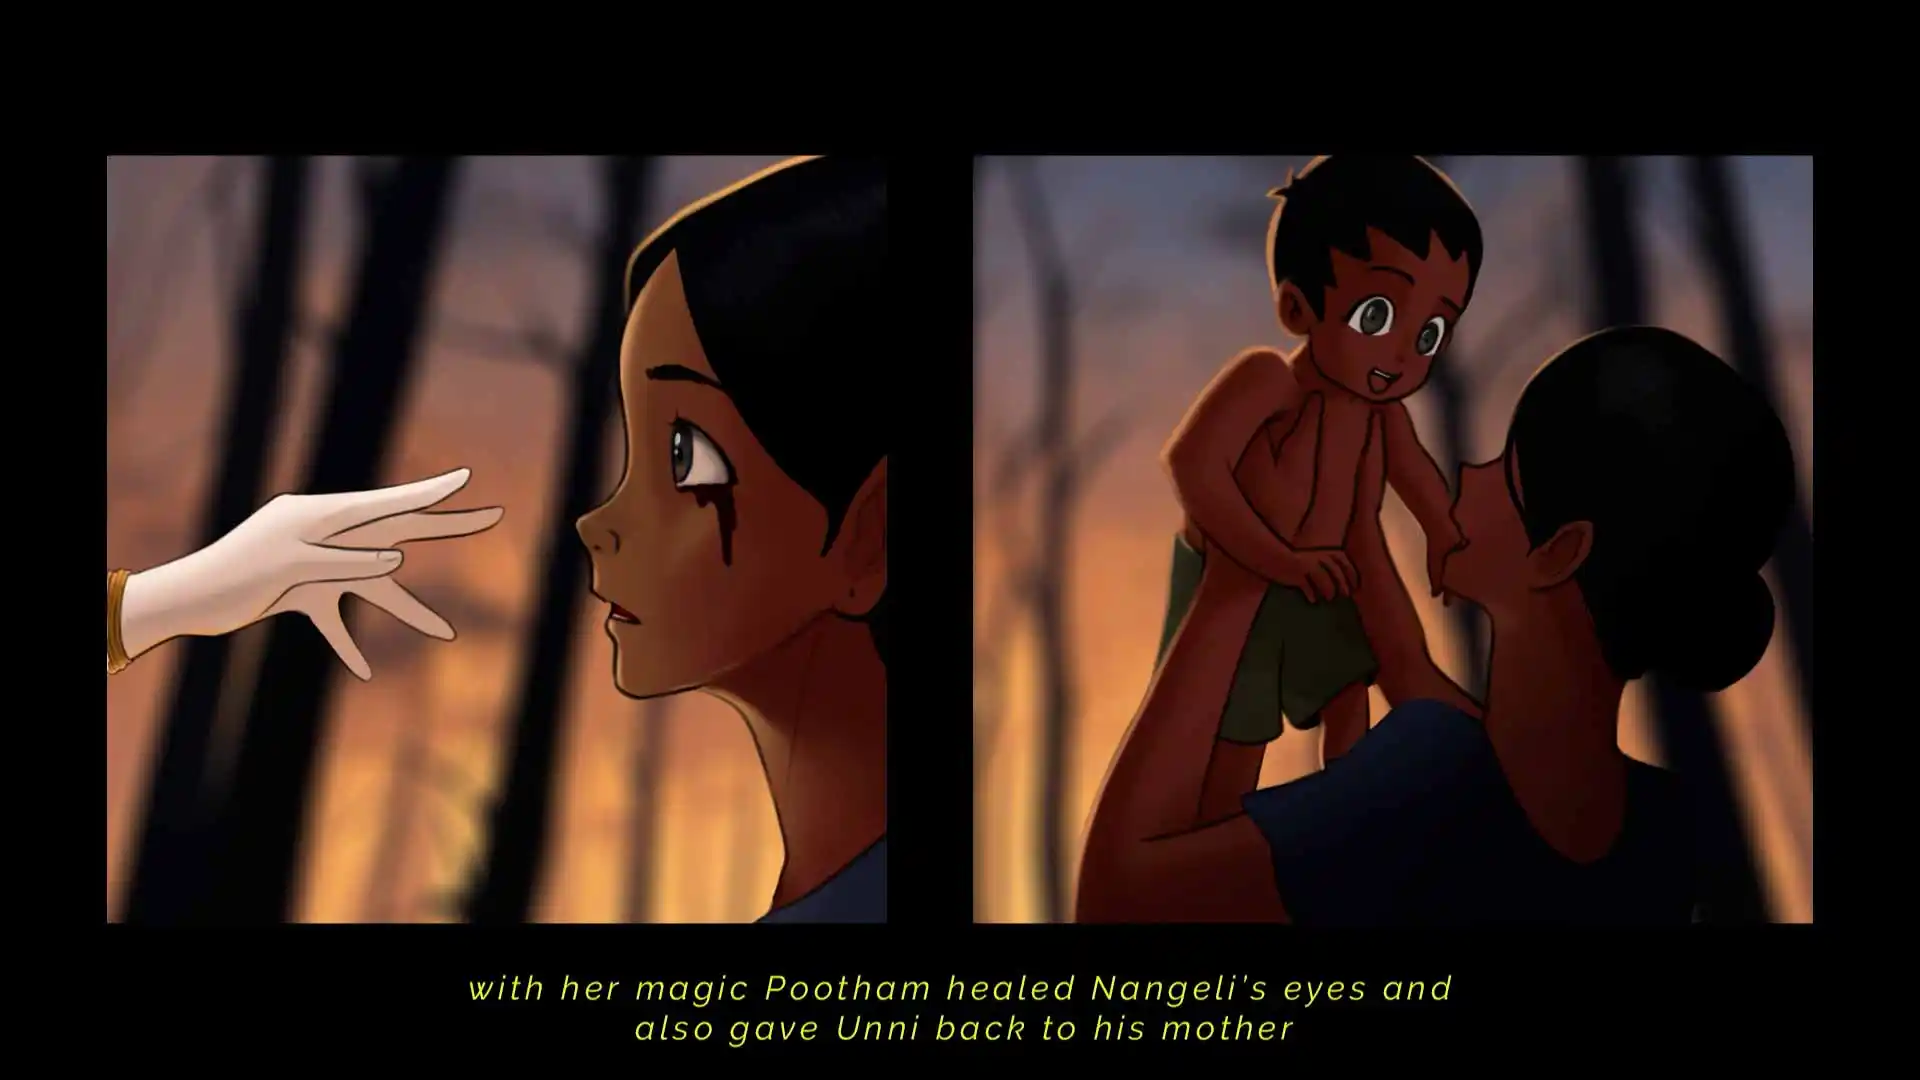 with her magic Pootham healed Nangeli's eyes and
also gave Unni back to his mother